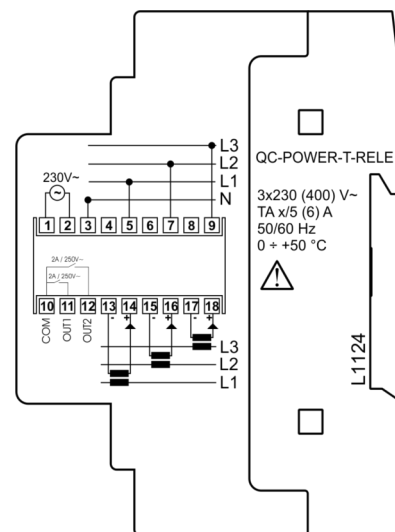 L3
L2
230V~
L1
N
1 2 3 4 5 6 7 8 9
2A / 250V~
2A / 250V~
10 11 12 13 14 15 16 17 18
- + - + - +
COM
OUT1
OUT2
L3
L2
L1
QC-POWER-T-RELE
3x230 (400) V~
TA x/5 (6) A
50/60 Hz
0 ÷ +50 °C
L1124